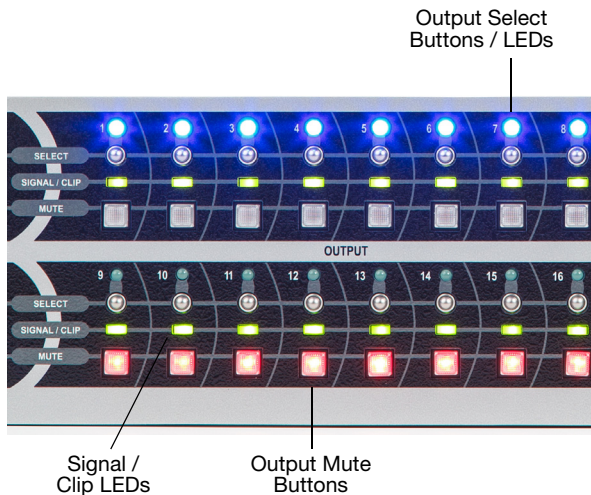 Output Select
Buttons / LEDs
1 2 3 4 5 6 7 8
SELECT
SIGNAL / CLIP
MUTE
OUTPUT
9 10 11 12 13 14 15 16
SELECT
SIGNAL / CLIP
MUTE
Signal /
Clip LEDs
Output Mute
Buttons